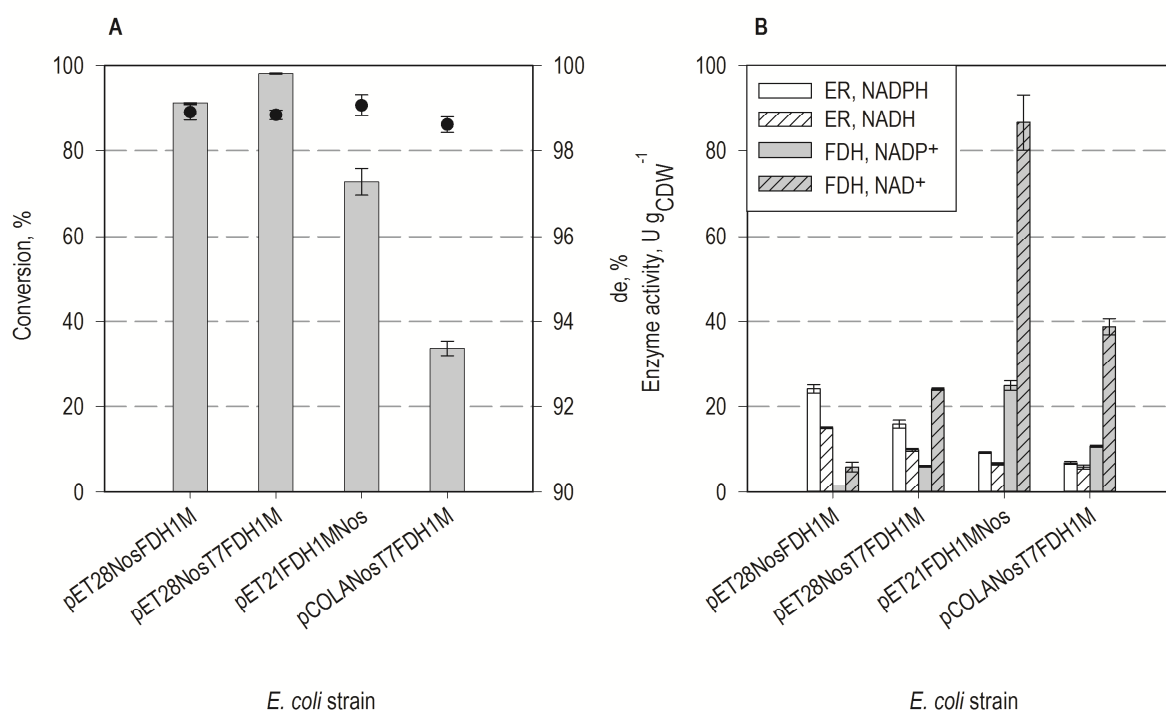 A
100
80
60
40
20
0
Conversion, %
100
98
96
94
92
90
de, %
pET28NosFDH1M
pET28NosT7FDH1M
pET21FDH1MNos
pCOLANosT7FDH1M
E. coli strain
B
100
80
60
40
20
0
Enzyme activity, U gCDW-1
ER, NADPH
ER, NADH
FDH, NADP+
FDH, NAD+
pET28NosFDH1M
pET28NosT7FDH1M
pET21FDH1MNos
pCOLANosT7FDH1M
E. coli strain